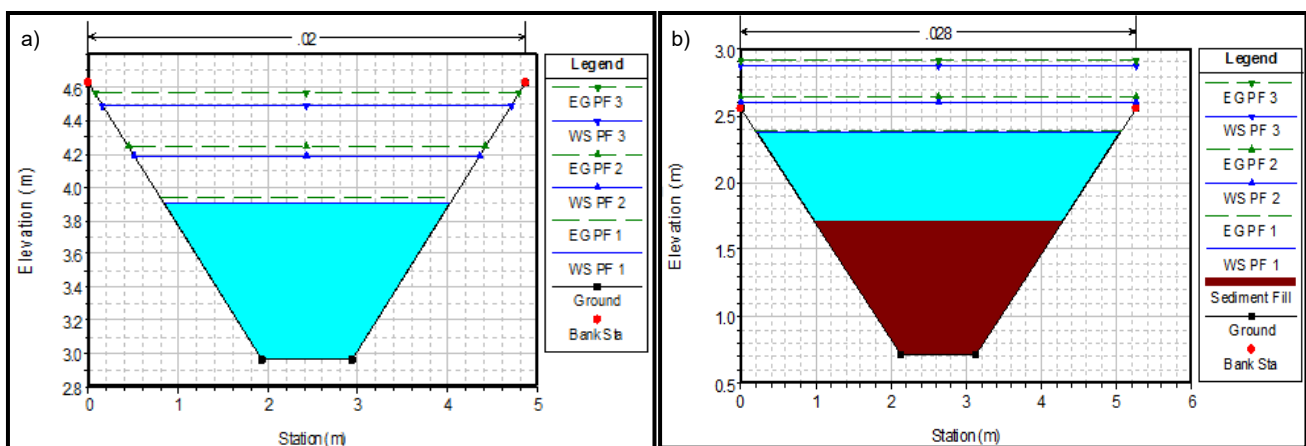 a)
.02
Elevation (m)
4.6
4.4
4.2
4.0
3.8
3.6
3.4
3.2
3.0
2.8
0
1
2
3
4
5
Station (m)
Legend
EG PF 3
WS PF 3
EG PF 2
WS PF 2
EG PF 1
WS PF 1
Ground
Bank Sta
b)
.028
Elevation (m)
3.0
2.5
2.0
1.5
1.0
0.5
0
1
2
3
4
5
6
Station (m)
Legend
EG PF 3
WS PF 3
EG PF 2
WS PF 2
EG PF 1
WS PF 1
Sediment Fill
Ground
Bank Sta